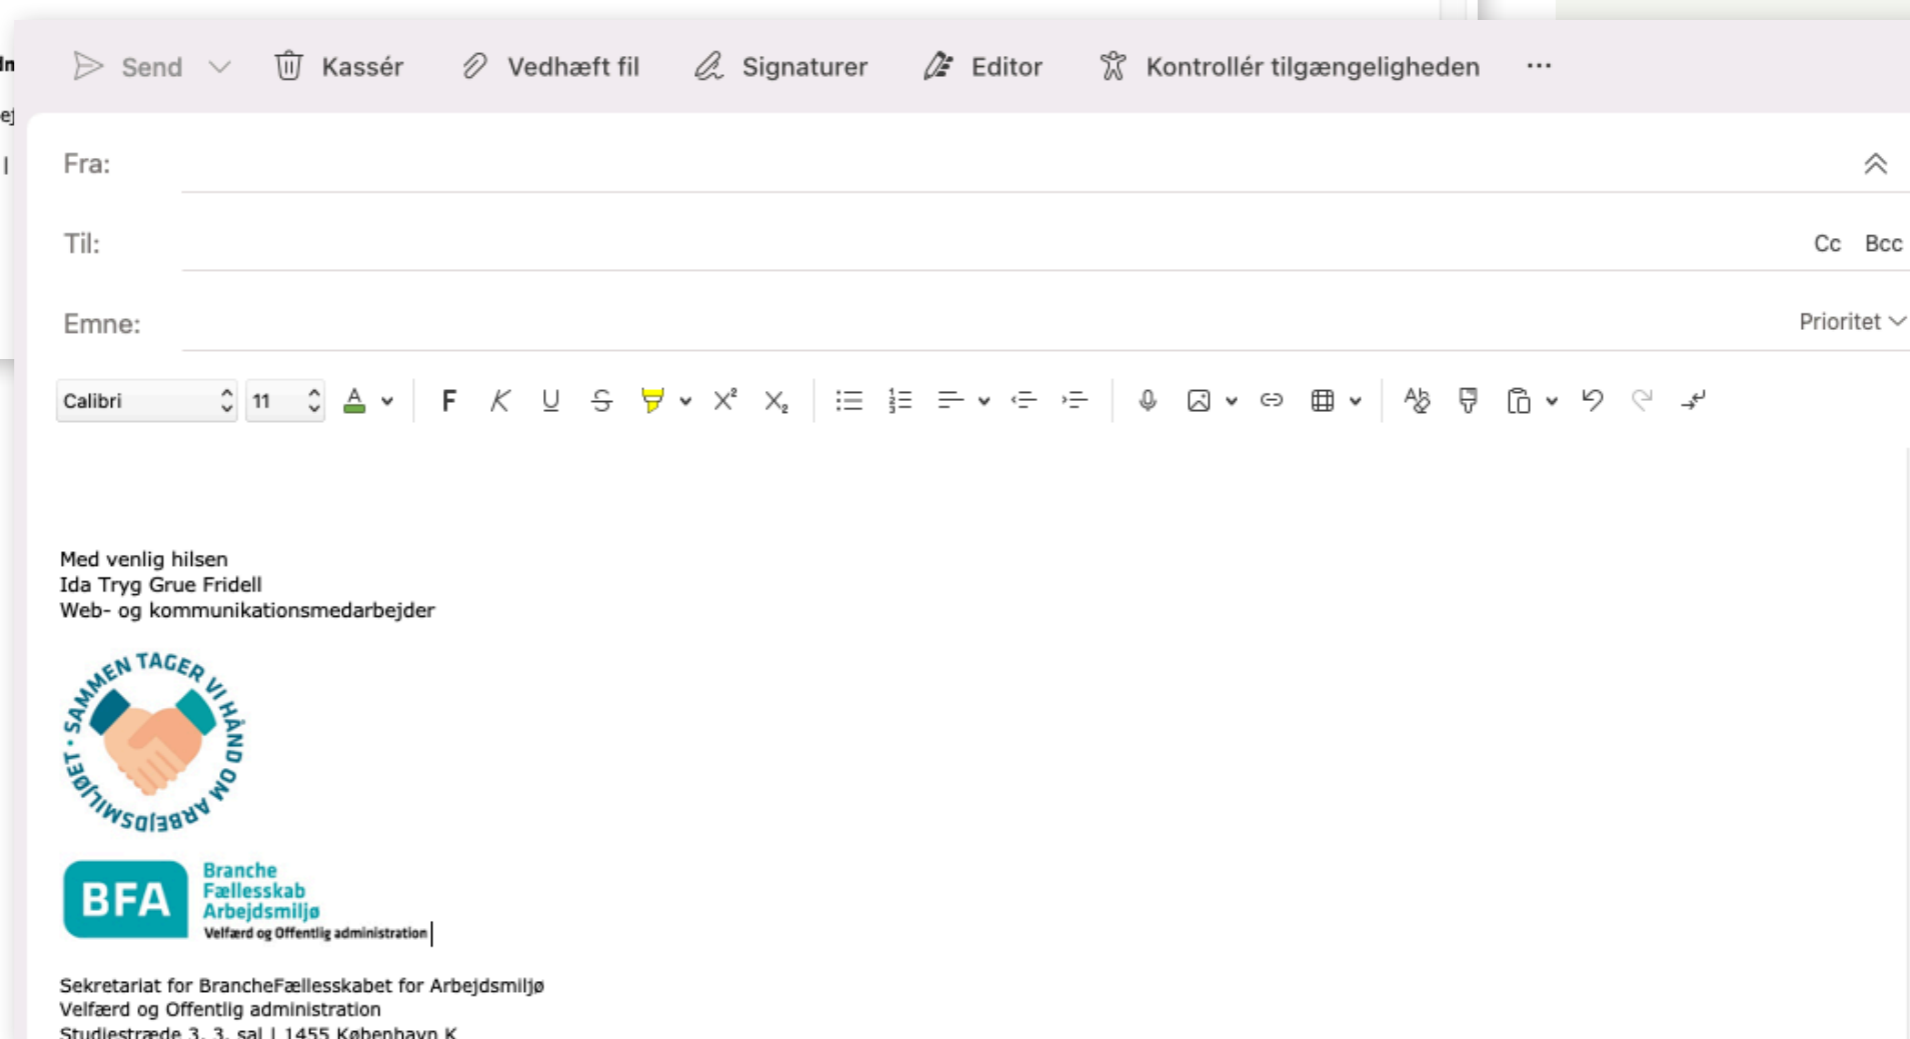 Send Kassér Vedhæft fil Signaturer Editor Kontrollér tilgængeligheden ...
Fra:
Til: Cc Bcc
Emne: Prioritet
Calibri 11 A F K U S X² X₂
Med venlig hilsen
Ida Tryg Grue Fridell
Web- og kommunikationsmedarbejder
SAMMEN TAGER VI HÅND OM ARBEJDSMILJØET ·
BFA
Branche
Fællesskab
Arbejdsmiljø
Velfærd og Offentlig administration
Sekretariat for BrancheFællesskabet for Arbejdsmiljø
Velfærd og Offentlig administration
Studiestræde 3, 3. sal | 1455 København K